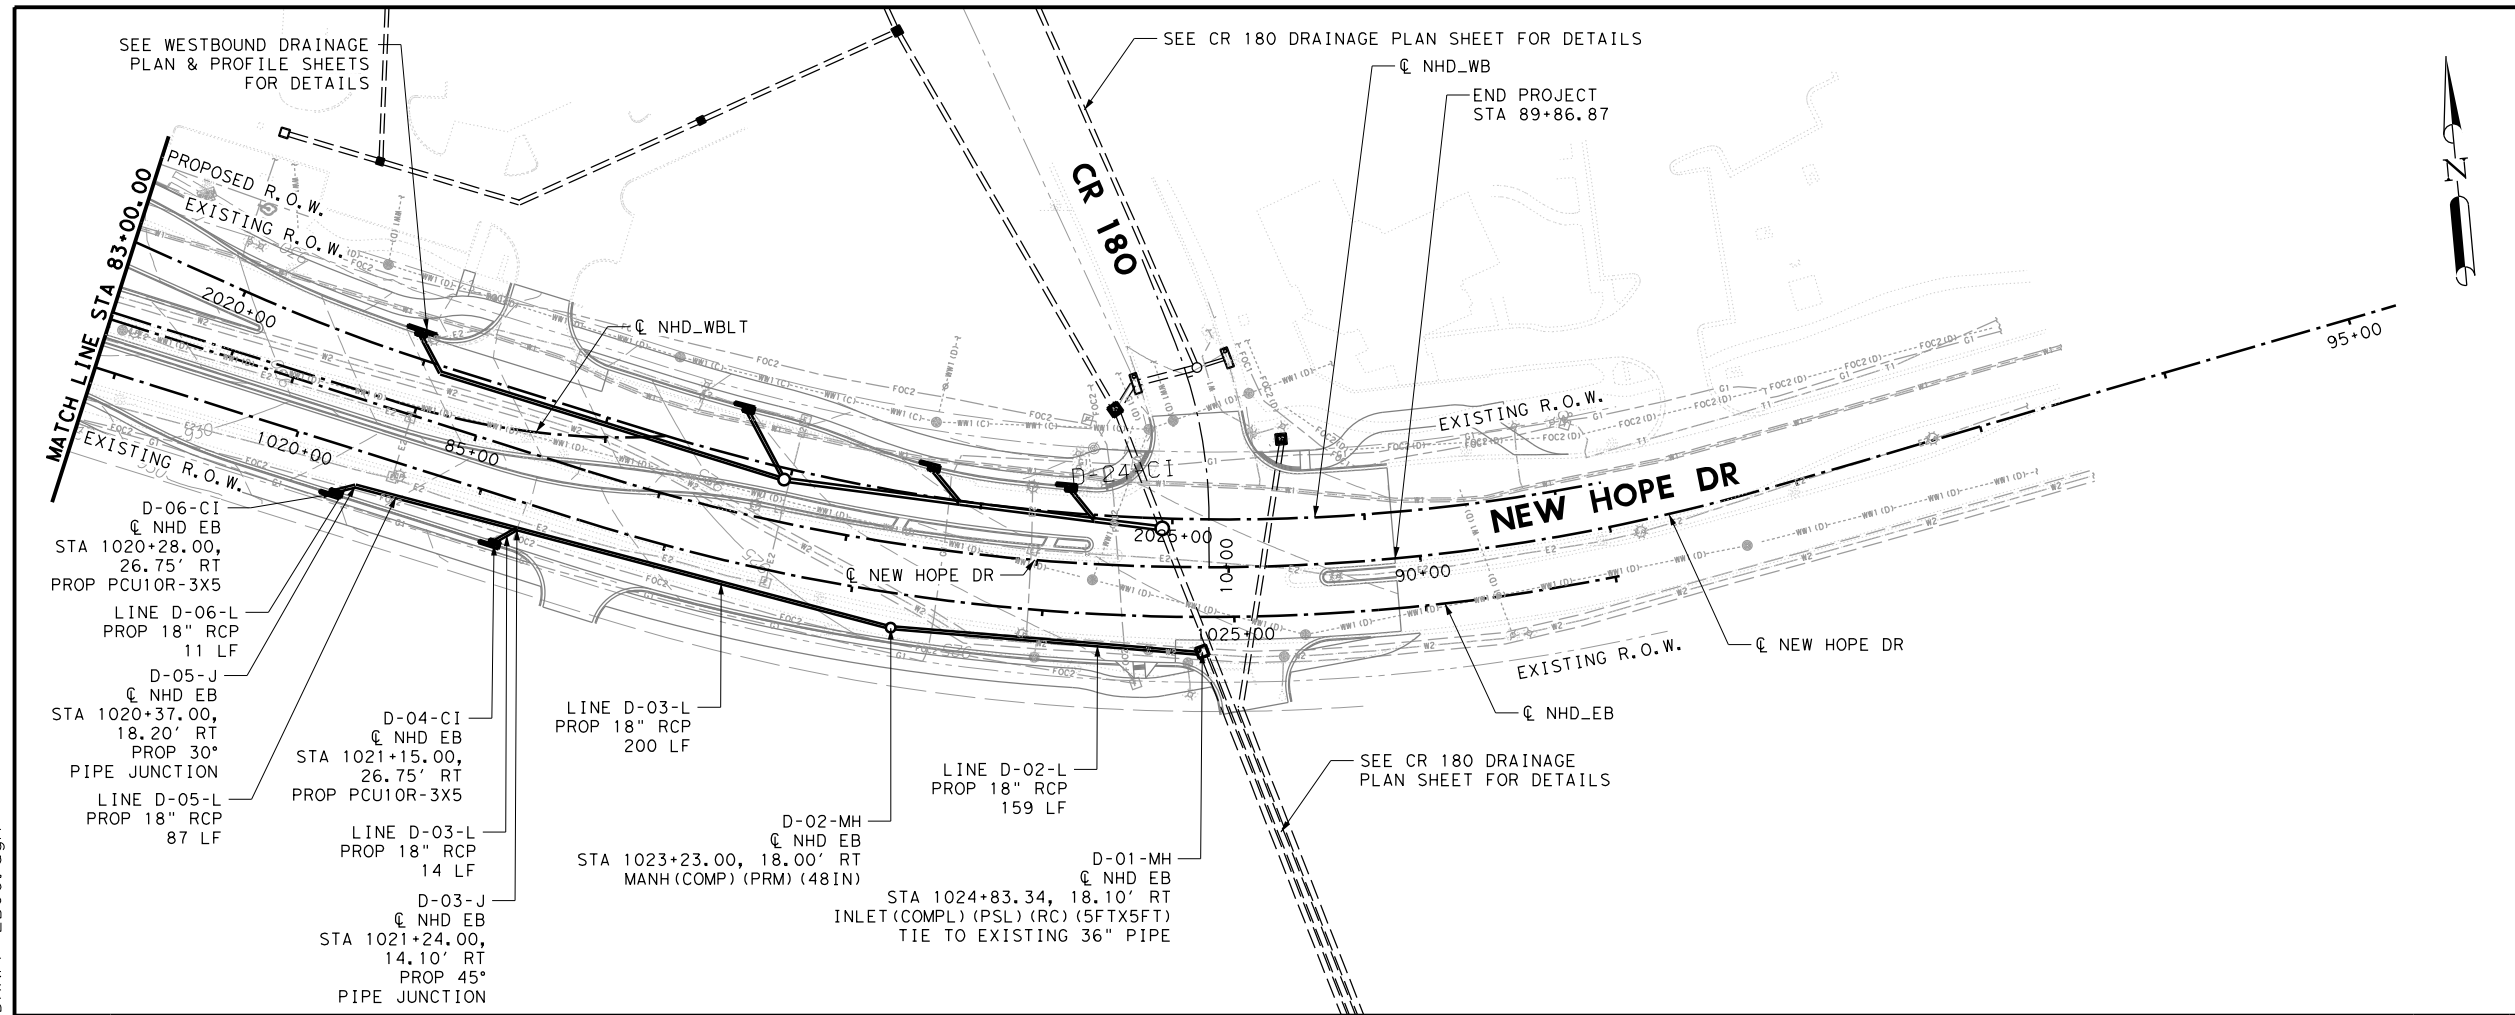 SEE WESTBOUND DRAINAGE
PLAN & PROFILE SHEETS
FOR DETAILS
SEE CR 180 DRAINAGE PLAN SHEET FOR DETAILS
℄ NHD_WB
END PROJECT
STA 89+86.87
N
MATCH LINE STA 83+00.00
PROPOSED R.O.W.
EXISTING R.O.W.
CR 180
2020+00
℄ NHD_WBLT
95+00
EXISTING R.O.W.
EXISTING R.O.W.
1020+00
85+00
930
930
D-24-CI
NEW HOPE DR
2025+00
℄ NEW HOPE DR
10+00
90+00
1025+00
℄ NEW HOPE DR
EXISTING R.O.W.
℄ NHD_EB
D-06-CI
℄ NHD EB
STA 1020+28.00,
26.75' RT
PROP PCU10R-3X5
LINE D-06-L
PROP 18" RCP
11 LF
D-05-J
℄ NHD EB
STA 1020+37.00,
18.20' RT
PROP 30°
PIPE JUNCTION
LINE D-05-L
PROP 18" RCP
87 LF
D-04-CI
℄ NHD EB
STA 1021+15.00,
26.75' RT
PROP PCU10R-3X5
LINE D-03-L
PROP 18" RCP
14 LF
D-03-J
℄ NHD EB
STA 1021+24.00,
14.10' RT
PROP 45°
PIPE JUNCTION
LINE D-03-L
PROP 18" RCP
200 LF
D-02-MH
℄ NHD EB
STA 1023+23.00, 18.00' RT
MANH(COMP)(PRM)(48IN)
LINE D-02-L
PROP 18" RCP
159 LF
D-01-MH
℄ NHD EB
STA 1024+83.34, 18.10' RT
INLET(COMPL)(PSL)(RC)(5FTX5FT)
TIE TO EXISTING 36" PIPE
SEE CR 180 DRAINAGE
PLAN SHEET FOR DETAILS